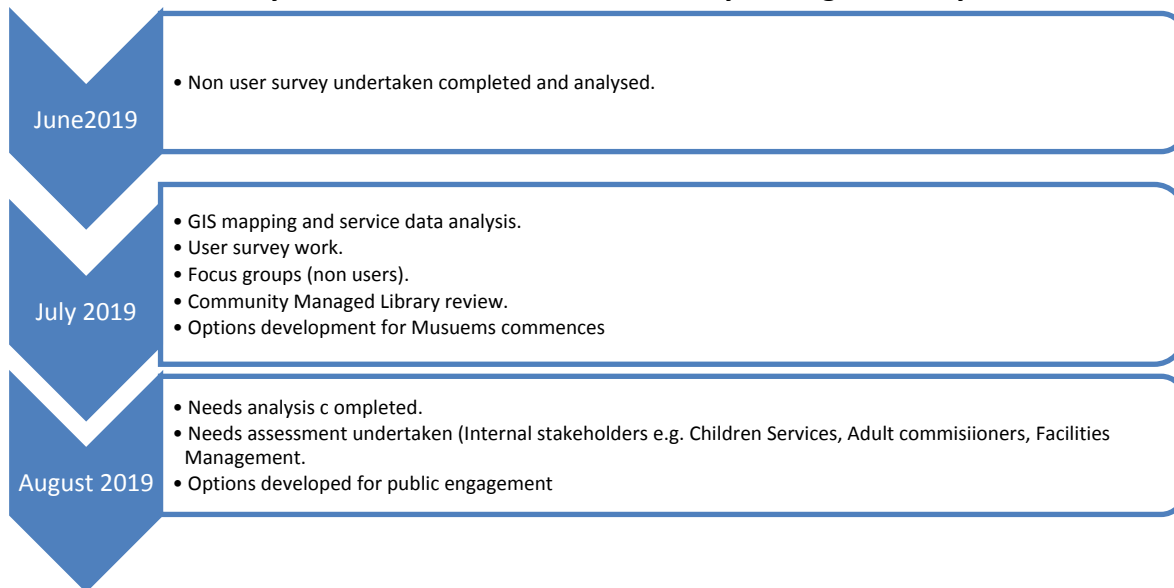 June2019
• Non user survey undertaken completed and analysed.
July 2019
• GIS mapping and service data analysis.
• User survey work.
• Focus groups (non users).
• Community Managed Library review.
• Options development for Musuems commences
August 2019
• Needs analysis c ompleted.
• Needs assessment undertaken (Internal stakeholders e.g. Children Services, Adult commisiioners, Facilities
Management.
• Options developed for public engagement